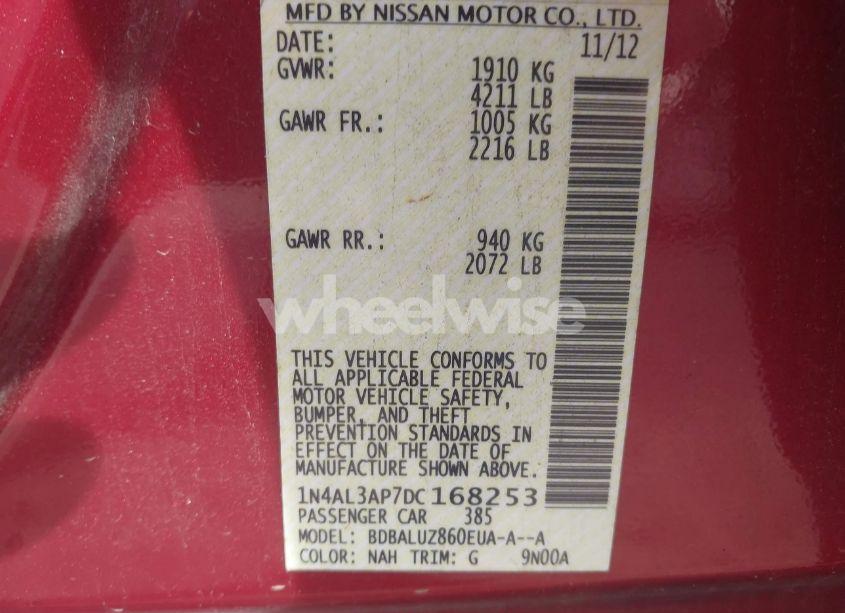 MFD BY NISSAN MOTOR CO., LTD.
DATE: 11/12
GVWR: 1910 KG
4211 LB
GAWR FR.: 1005 KG
2216 LB
GAWR RR.: 940 KG
2072 LB
wheelwise
THIS VEHICLE CONFORMS TO
ALL APPLICABLE FEDERAL
MOTOR VEHICLE SAFETY,
BUMPER, AND THEFT
PREVENTION STANDARDS IN
EFFECT ON THE DATE OF
MANUFACTURE SHOWN ABOVE.
1N4AL3AP7DC168253
PASSENGER CAR 385
MODEL: BDBALUZ860EUA-A--A
COLOR: NAH TRIM: G 9N00A